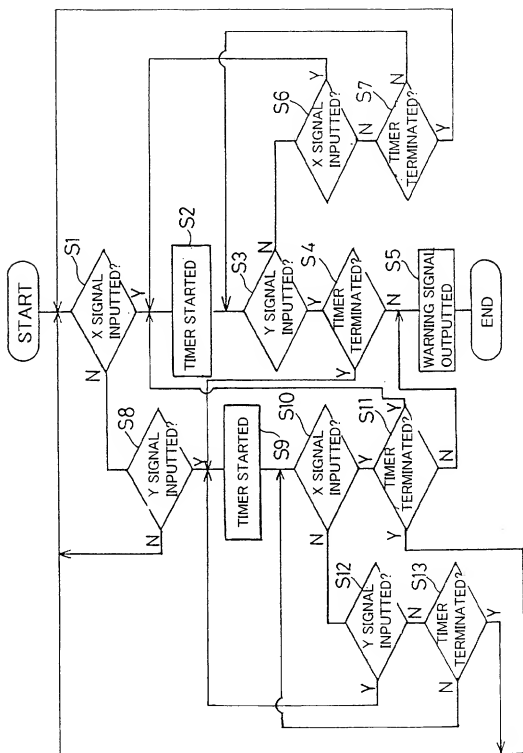 START
S1
X SIGNAL
INPUTTED?
N
Y
S2
TIMER STARTED
S3
Y SIGNAL
INPUTTED?
N
Y
S4
TIMER
TERMINATED?
Y
N
S5
WARNING SIGNAL
OUTPUTTED
END
S6
X SIGNAL
INPUTTED?
Y
N
S7
TIMER
TERMINATED?
N
Y
S8
Y SIGNAL
INPUTTED?
N
Y
S9
TIMER STARTED
S10
X SIGNAL
INPUTTED?
N
Y
S11
TIMER
TERMINATED?
Y
Y
N
S12
Y SIGNAL
INPUTTED?
Y
N
S13
TIMER
TERMINATED?
N
Y